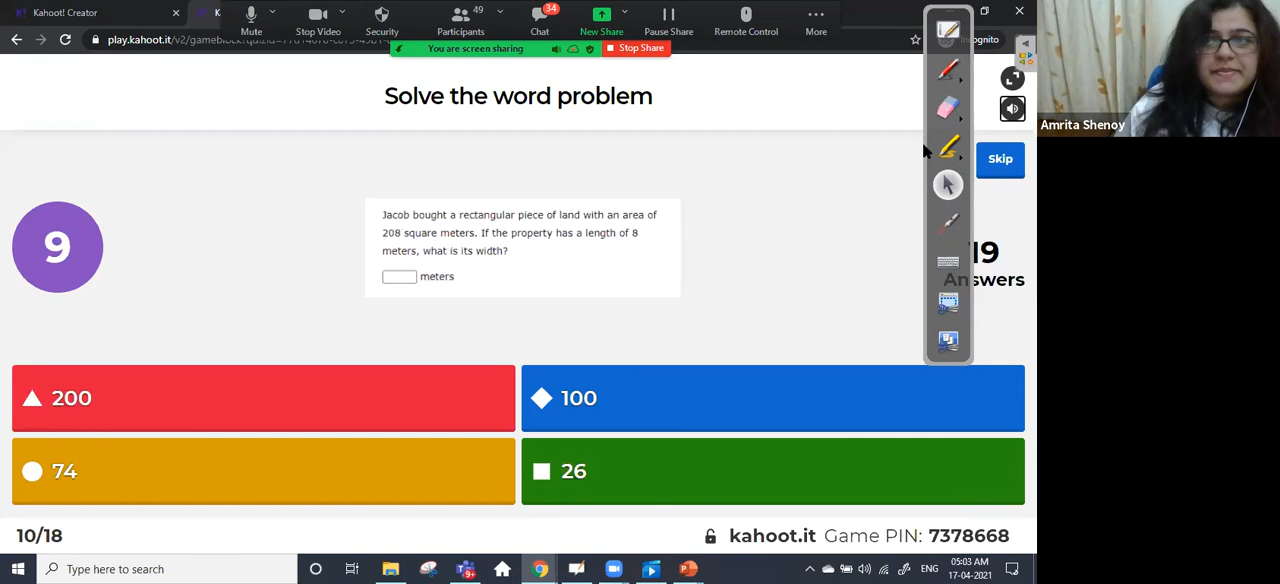 Kahoot! Creator
K
49
34
Mute
Stop Video
Security
Participants
Chat
New Share
Pause Share
Remote Control
More
play.kahoot.it/v2/gameblock
Incognito
You are screen sharing
Stop Share
Solve the word problem
Amrita Shenoy
Skip
9
Jacob bought a rectangular piece of land with an area of
208 square meters. If the property has a length of 8
meters, what is its width?
meters
19
Answers
200
100
74
26
10/18
kahoot.it Game PIN: 7378668
Type here to search
9+
ENG
05:03 AM
17-04-2021